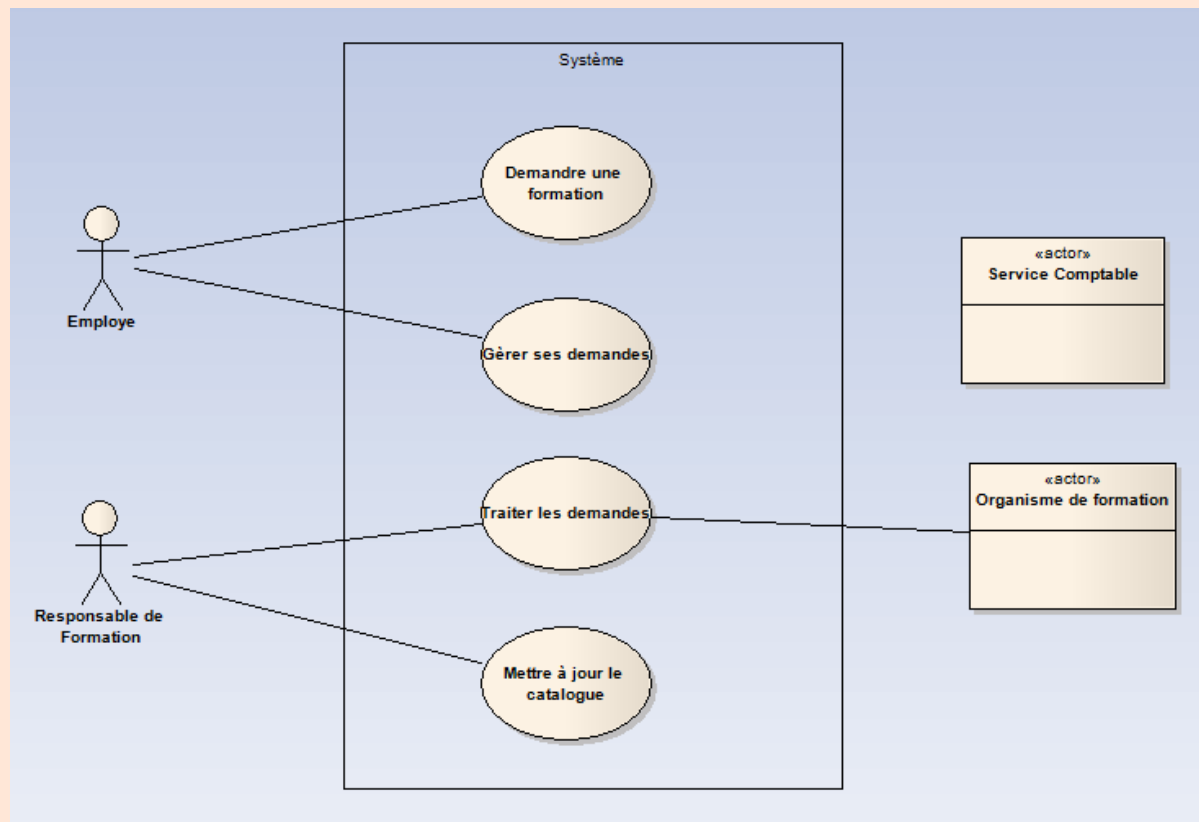 Système
Demandre une
formation
«actor»
Service Comptable
Employe
Gèrer ses demandes
«actor»
Organisme de formation
Traiter les demandes
Responsable de
Formation
Mettre à jour le
catalogue